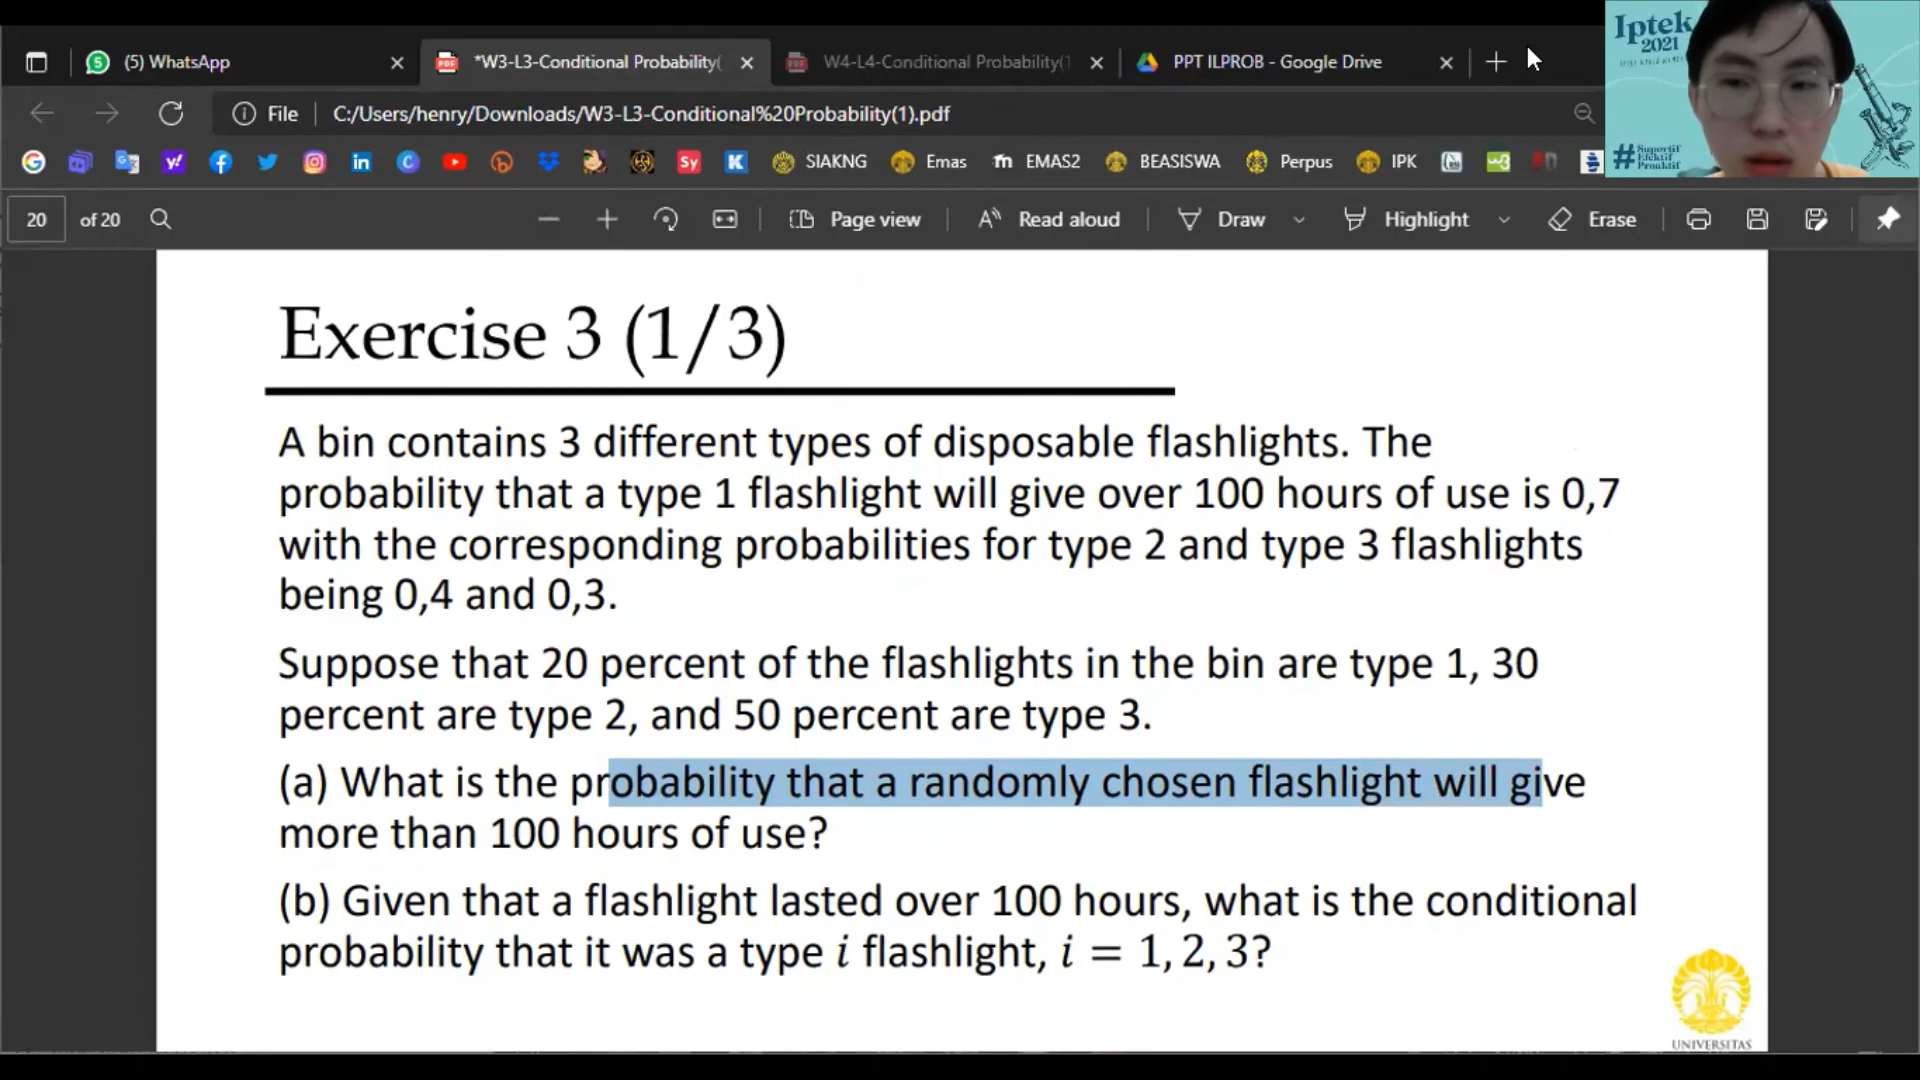 (5) WhatsApp
*W3-L3-Conditional Probability(
W4-L4-Conditional Probability(1
PPT ILPROB - Google Drive
File
C:/Users/henry/Downloads/W3-L3-Conditional%20Probability(1).pdf
SIAKNG
Emas
EMAS2
BEASISWA
Perpus
IPK
20
of 20
Page view
Read aloud
Draw
Highlight
Erase
Iptek
2021
#Suportif
Efektif
Proaktif
Exercise 3 (1/3)
A bin contains 3 different types of disposable flashlights. The
probability that a type 1 flashlight will give over 100 hours of use is 0,7
with the corresponding probabilities for type 2 and type 3 flashlights
being 0,4 and 0,3.
Suppose that 20 percent of the flashlights in the bin are type 1, 30
percent are type 2, and 50 percent are type 3.
(a) What is the probability that a randomly chosen flashlight will give
more than 100 hours of use?
(b) Given that a flashlight lasted over 100 hours, what is the conditional
probability that it was a type i flashlight, i = 1, 2, 3?
UNIVERSITAS